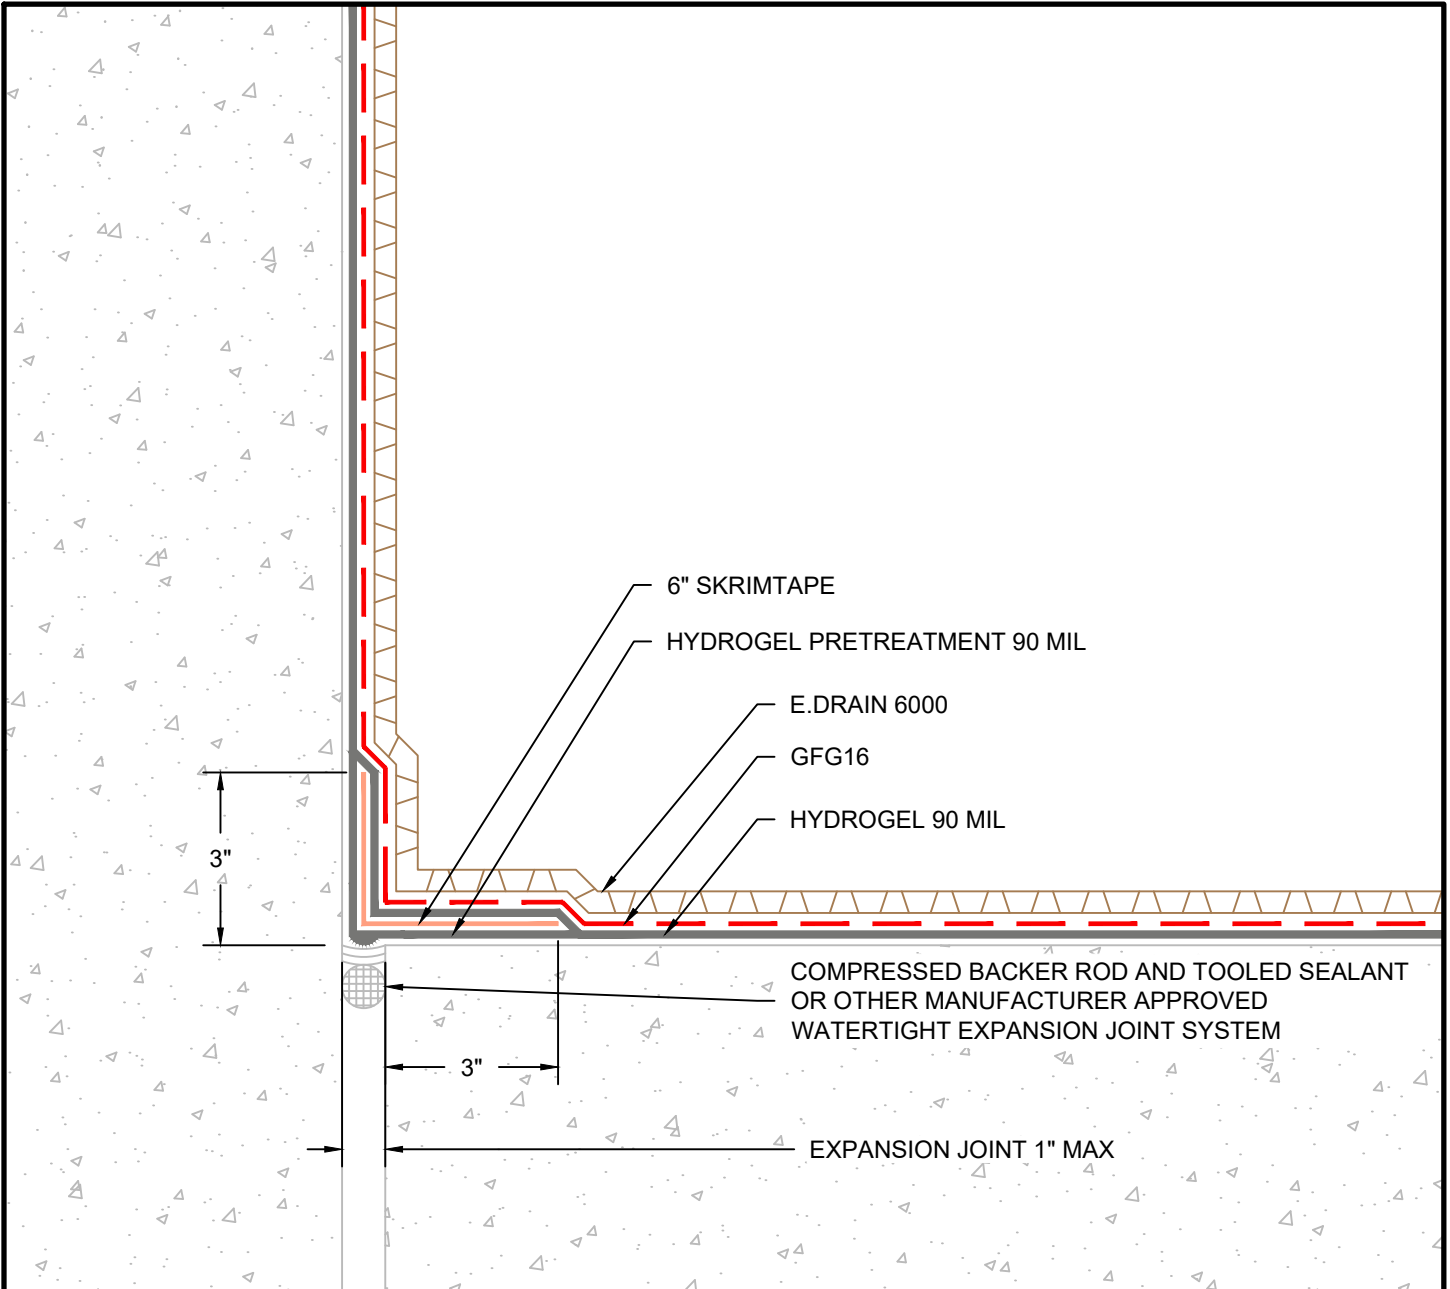 6" SKRIMTAPE
HYDROGEL PRETREATMENT 90 MIL
E.DRAIN 6000
GFG16
HYDROGEL 90 MIL
3"
COMPRESSED BACKER ROD AND TOOLED SEALANT
OR OTHER MANUFACTURER APPROVED
WATERTIGHT EXPANSION JOINT SYSTEM
3"
EXPANSION JOINT 1" MAX